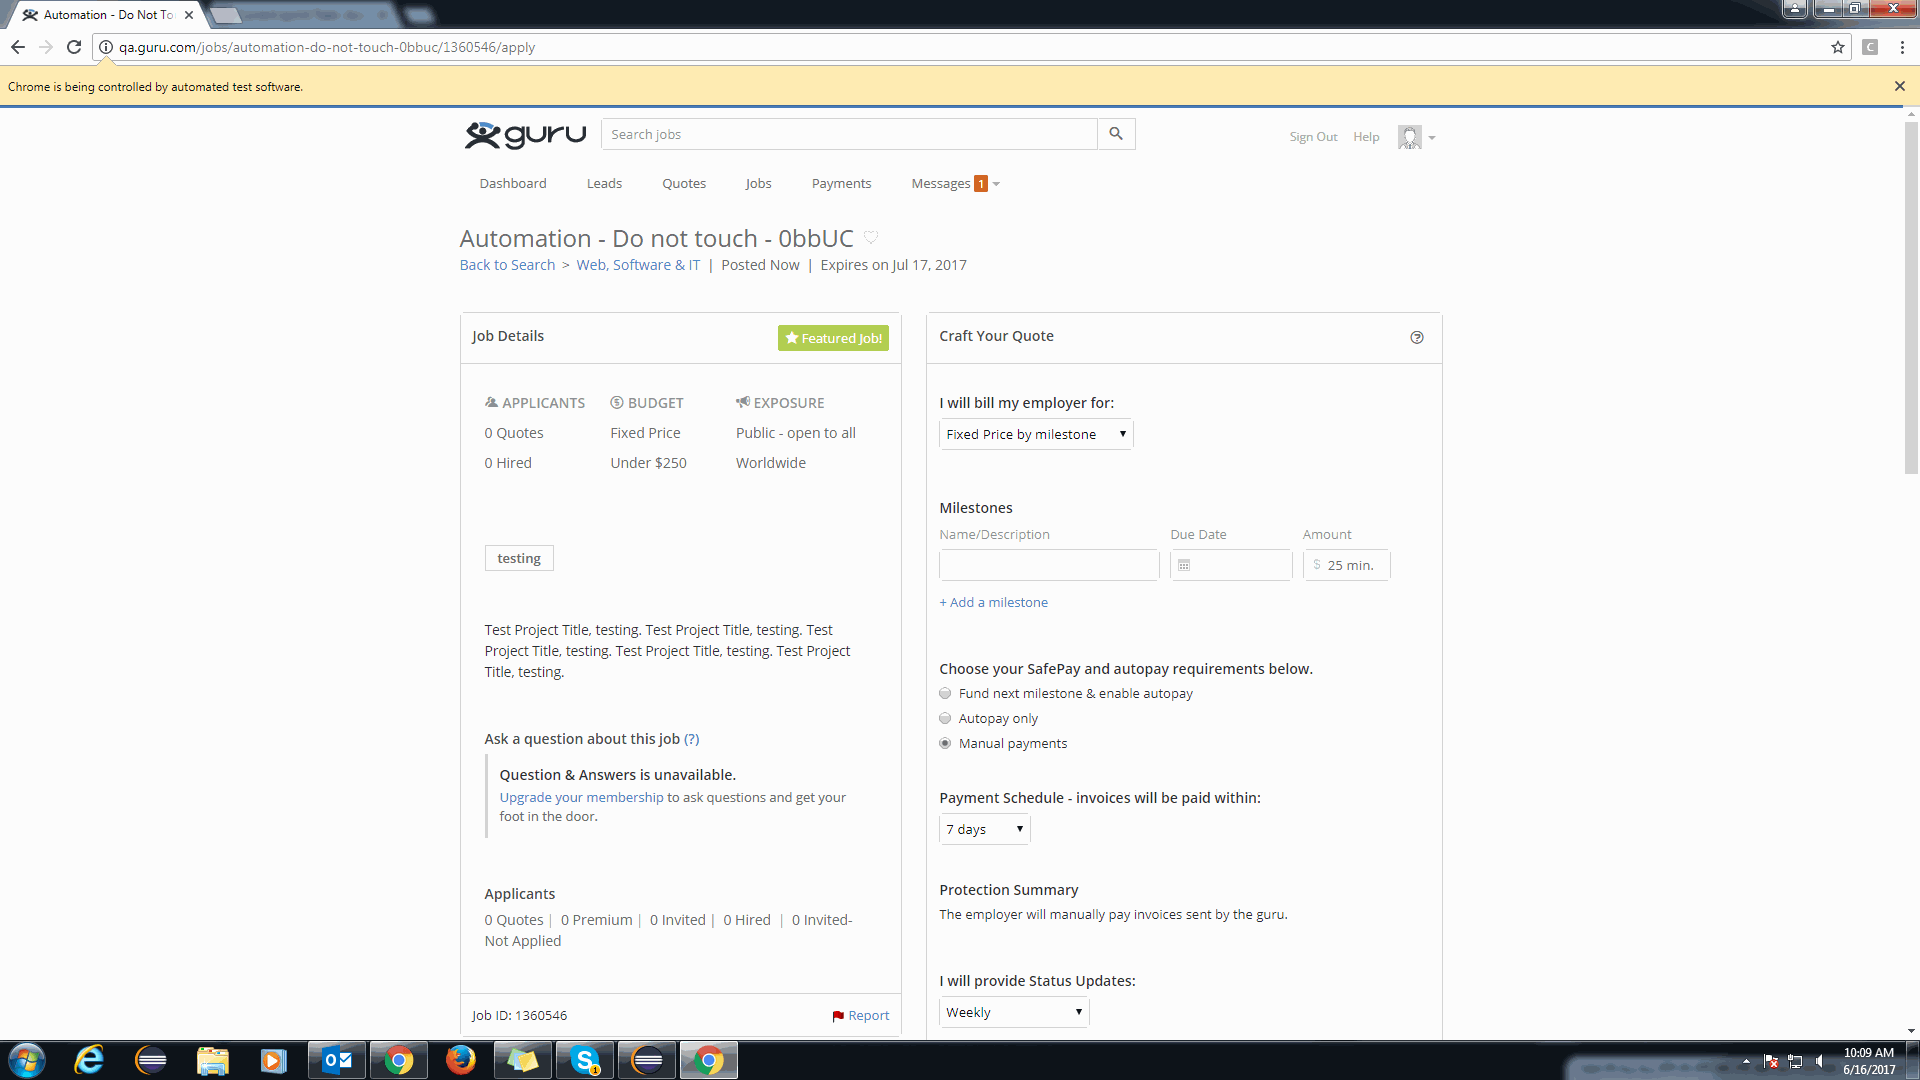 Automation - Do Not To
qa.guru.com/jobs/automation-do-not-touch-0bbuc/1360546/apply
C
Chrome is being controlled by automated test software.
guru
Search jobs
Sign Out Help
Dashboard Leads Quotes Jobs Payments Messages 1
Automation - Do not touch - 0bbUC
Back to Search > Web, Software & IT | Posted Now | Expires on Jul 17, 2017
Job Details
Featured Job!
APPLICANTS BUDGET EXPOSURE
0 Quotes Fixed Price Public - open to all
0 Hired Under $250 Worldwide
testing
Test Project Title, testing. Test Project Title, testing. Test
Project Title, testing. Test Project Title, testing. Test Project
Title, testing.
Ask a question about this job (?)
Question & Answers is unavailable.
Upgrade your membership to ask questions and get your
foot in the door.
Applicants
0 Quotes | 0 Premium | 0 Invited | 0 Hired | 0 Invited-
Not Applied
Job ID: 1360546
Report
Craft Your Quote
I will bill my employer for:
Fixed Price by milestone
Milestones
Name/Description Due Date Amount
$ 25 min.
+ Add a milestone
Choose your SafePay and autopay requirements below.
Fund next milestone & enable autopay
Autopay only
Manual payments
Payment Schedule - invoices will be paid within:
7 days
Protection Summary
The employer will manually pay invoices sent by the guru.
I will provide Status Updates:
Weekly
10:09 AM
6/16/2017